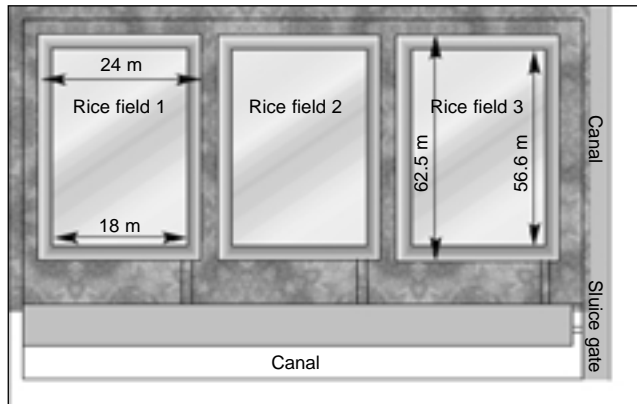 24 m
Rice field 1
Rice field 2
Rice field 3
62.5 m
56.6 m
18 m
Canal
Sluice gate
Canal